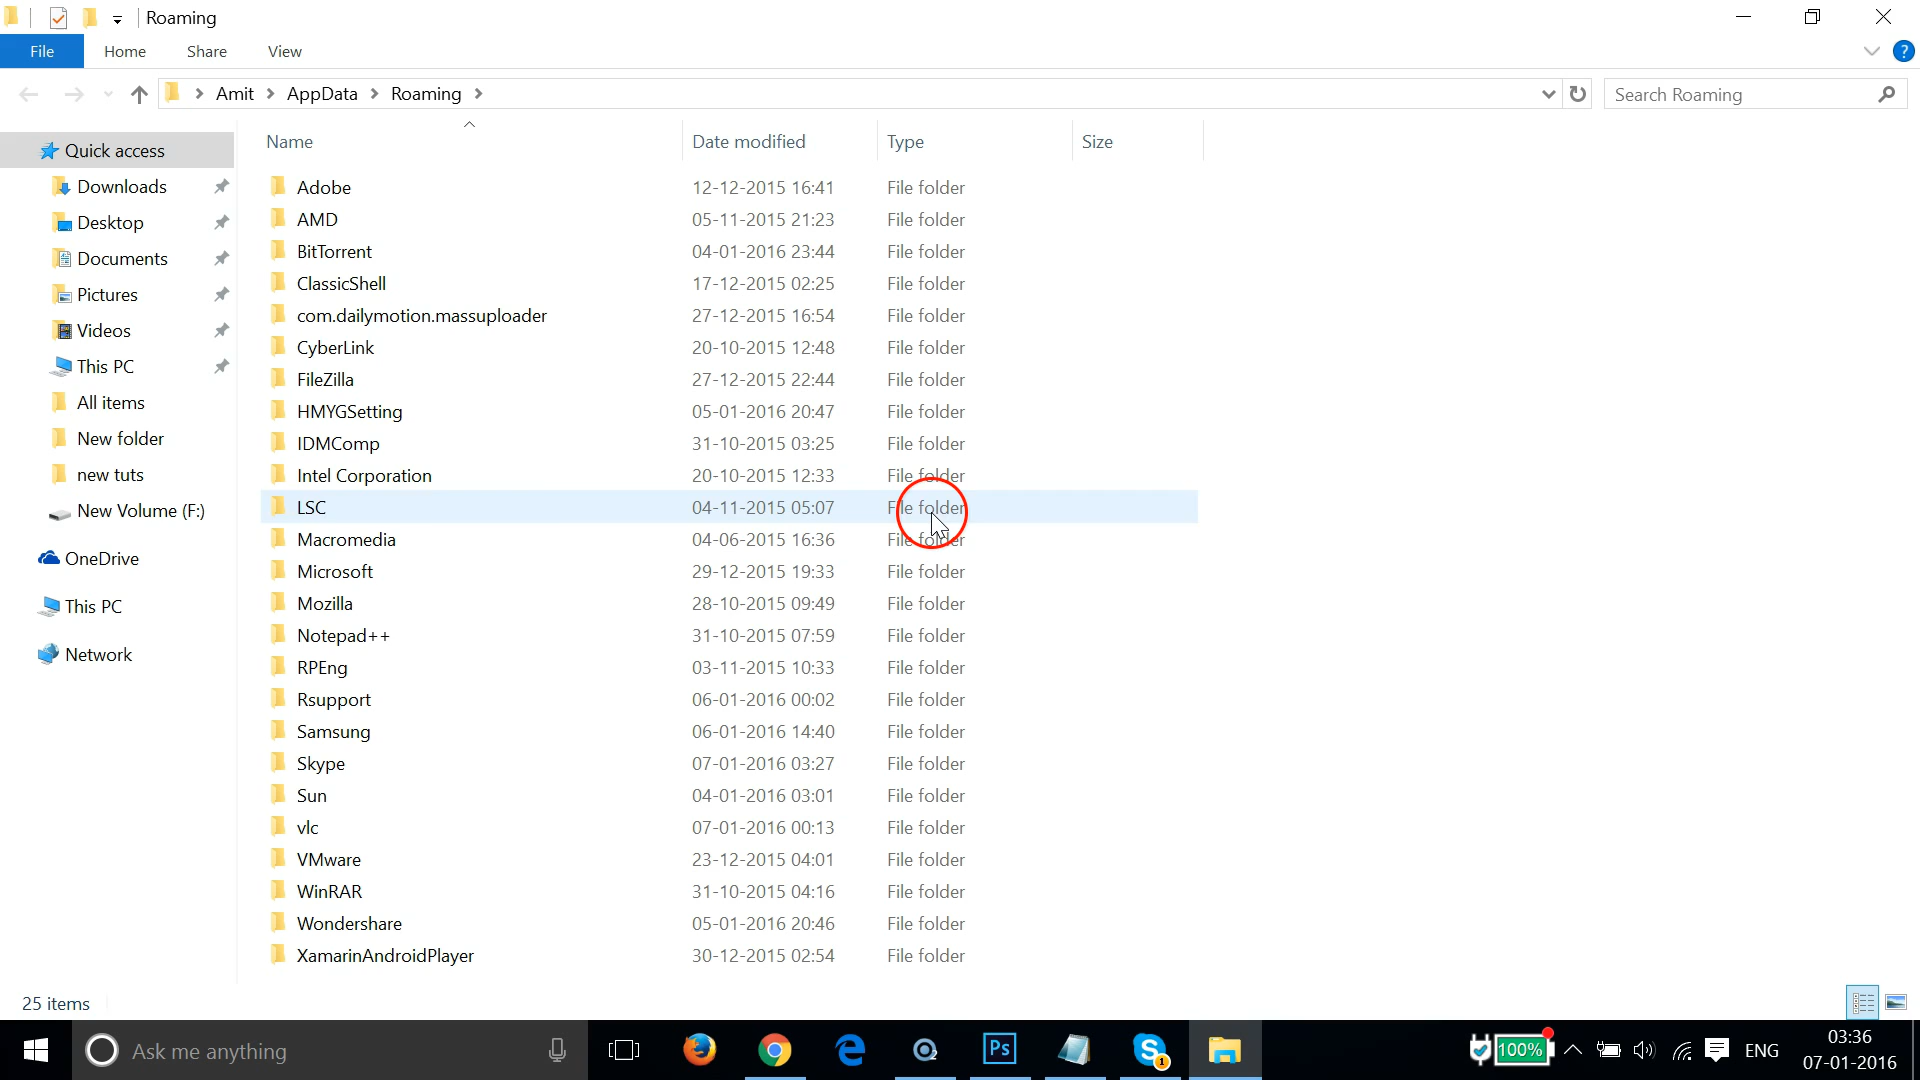 Roaming
File Home Share View
Amit AppData Roaming
Search Roaming
Name Date modified Type Size
Quick access
Downloads
Desktop
Documents
Pictures
Videos
This PC
All items
New folder
new tuts
New Volume (F:)
OneDrive
This PC
Network
Adobe 12-12-2015 16:41 File folder
AMD 05-11-2015 21:23 File folder
BitTorrent 04-01-2016 23:44 File folder
ClassicShell 17-12-2015 02:25 File folder
com.dailymotion.massuploader 27-12-2015 16:54 File folder
CyberLink 20-10-2015 12:48 File folder
FileZilla 27-12-2015 22:44 File folder
HMYGSetting 05-01-2016 20:47 File folder
IDMComp 31-10-2015 03:25 File folder
Intel Corporation 20-10-2015 12:33 File folder
LSC 04-11-2015 05:07 File folder
Macromedia 04-06-2015 16:36 File folder
Microsoft 29-12-2015 19:33 File folder
Mozilla 28-10-2015 09:49 File folder
Notepad++ 31-10-2015 07:59 File folder
RPEng 03-11-2015 10:33 File folder
Rsupport 06-01-2016 00:02 File folder
Samsung 06-01-2016 14:40 File folder
Skype 07-01-2016 03:27 File folder
Sun 04-01-2016 03:01 File folder
vlc 07-01-2016 00:13 File folder
VMware 23-12-2015 04:01 File folder
WinRAR 31-10-2015 04:16 File folder
Wondershare 05-01-2016 20:46 File folder
XamarinAndroidPlayer 30-12-2015 02:54 File folder
25 items
Ask me anything
Ps
S
1
100%
ENG
03:36
07-01-2016